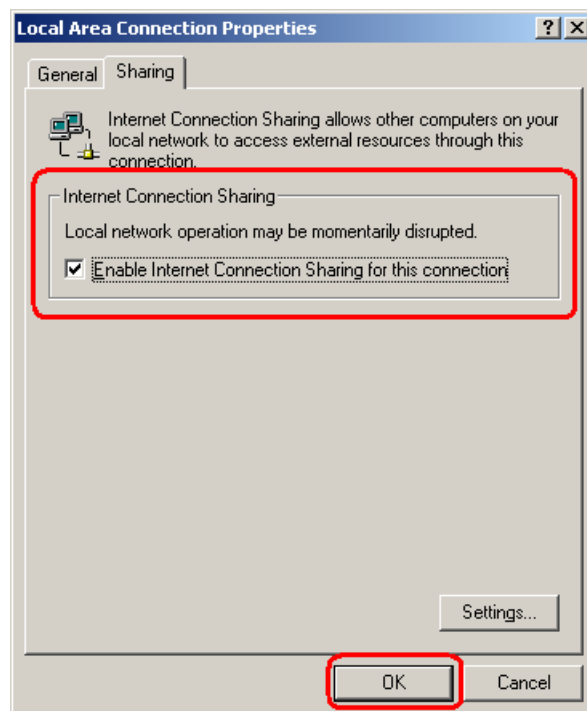 Local Area Connection Properties
General Sharing
Internet Connection Sharing allows other computers on your
local network to access external resources through this
connection.
Internet Connection Sharing
Local network operation may be momentarily disrupted.
Enable Internet Connection Sharing for this connection
Settings...
OK Cancel